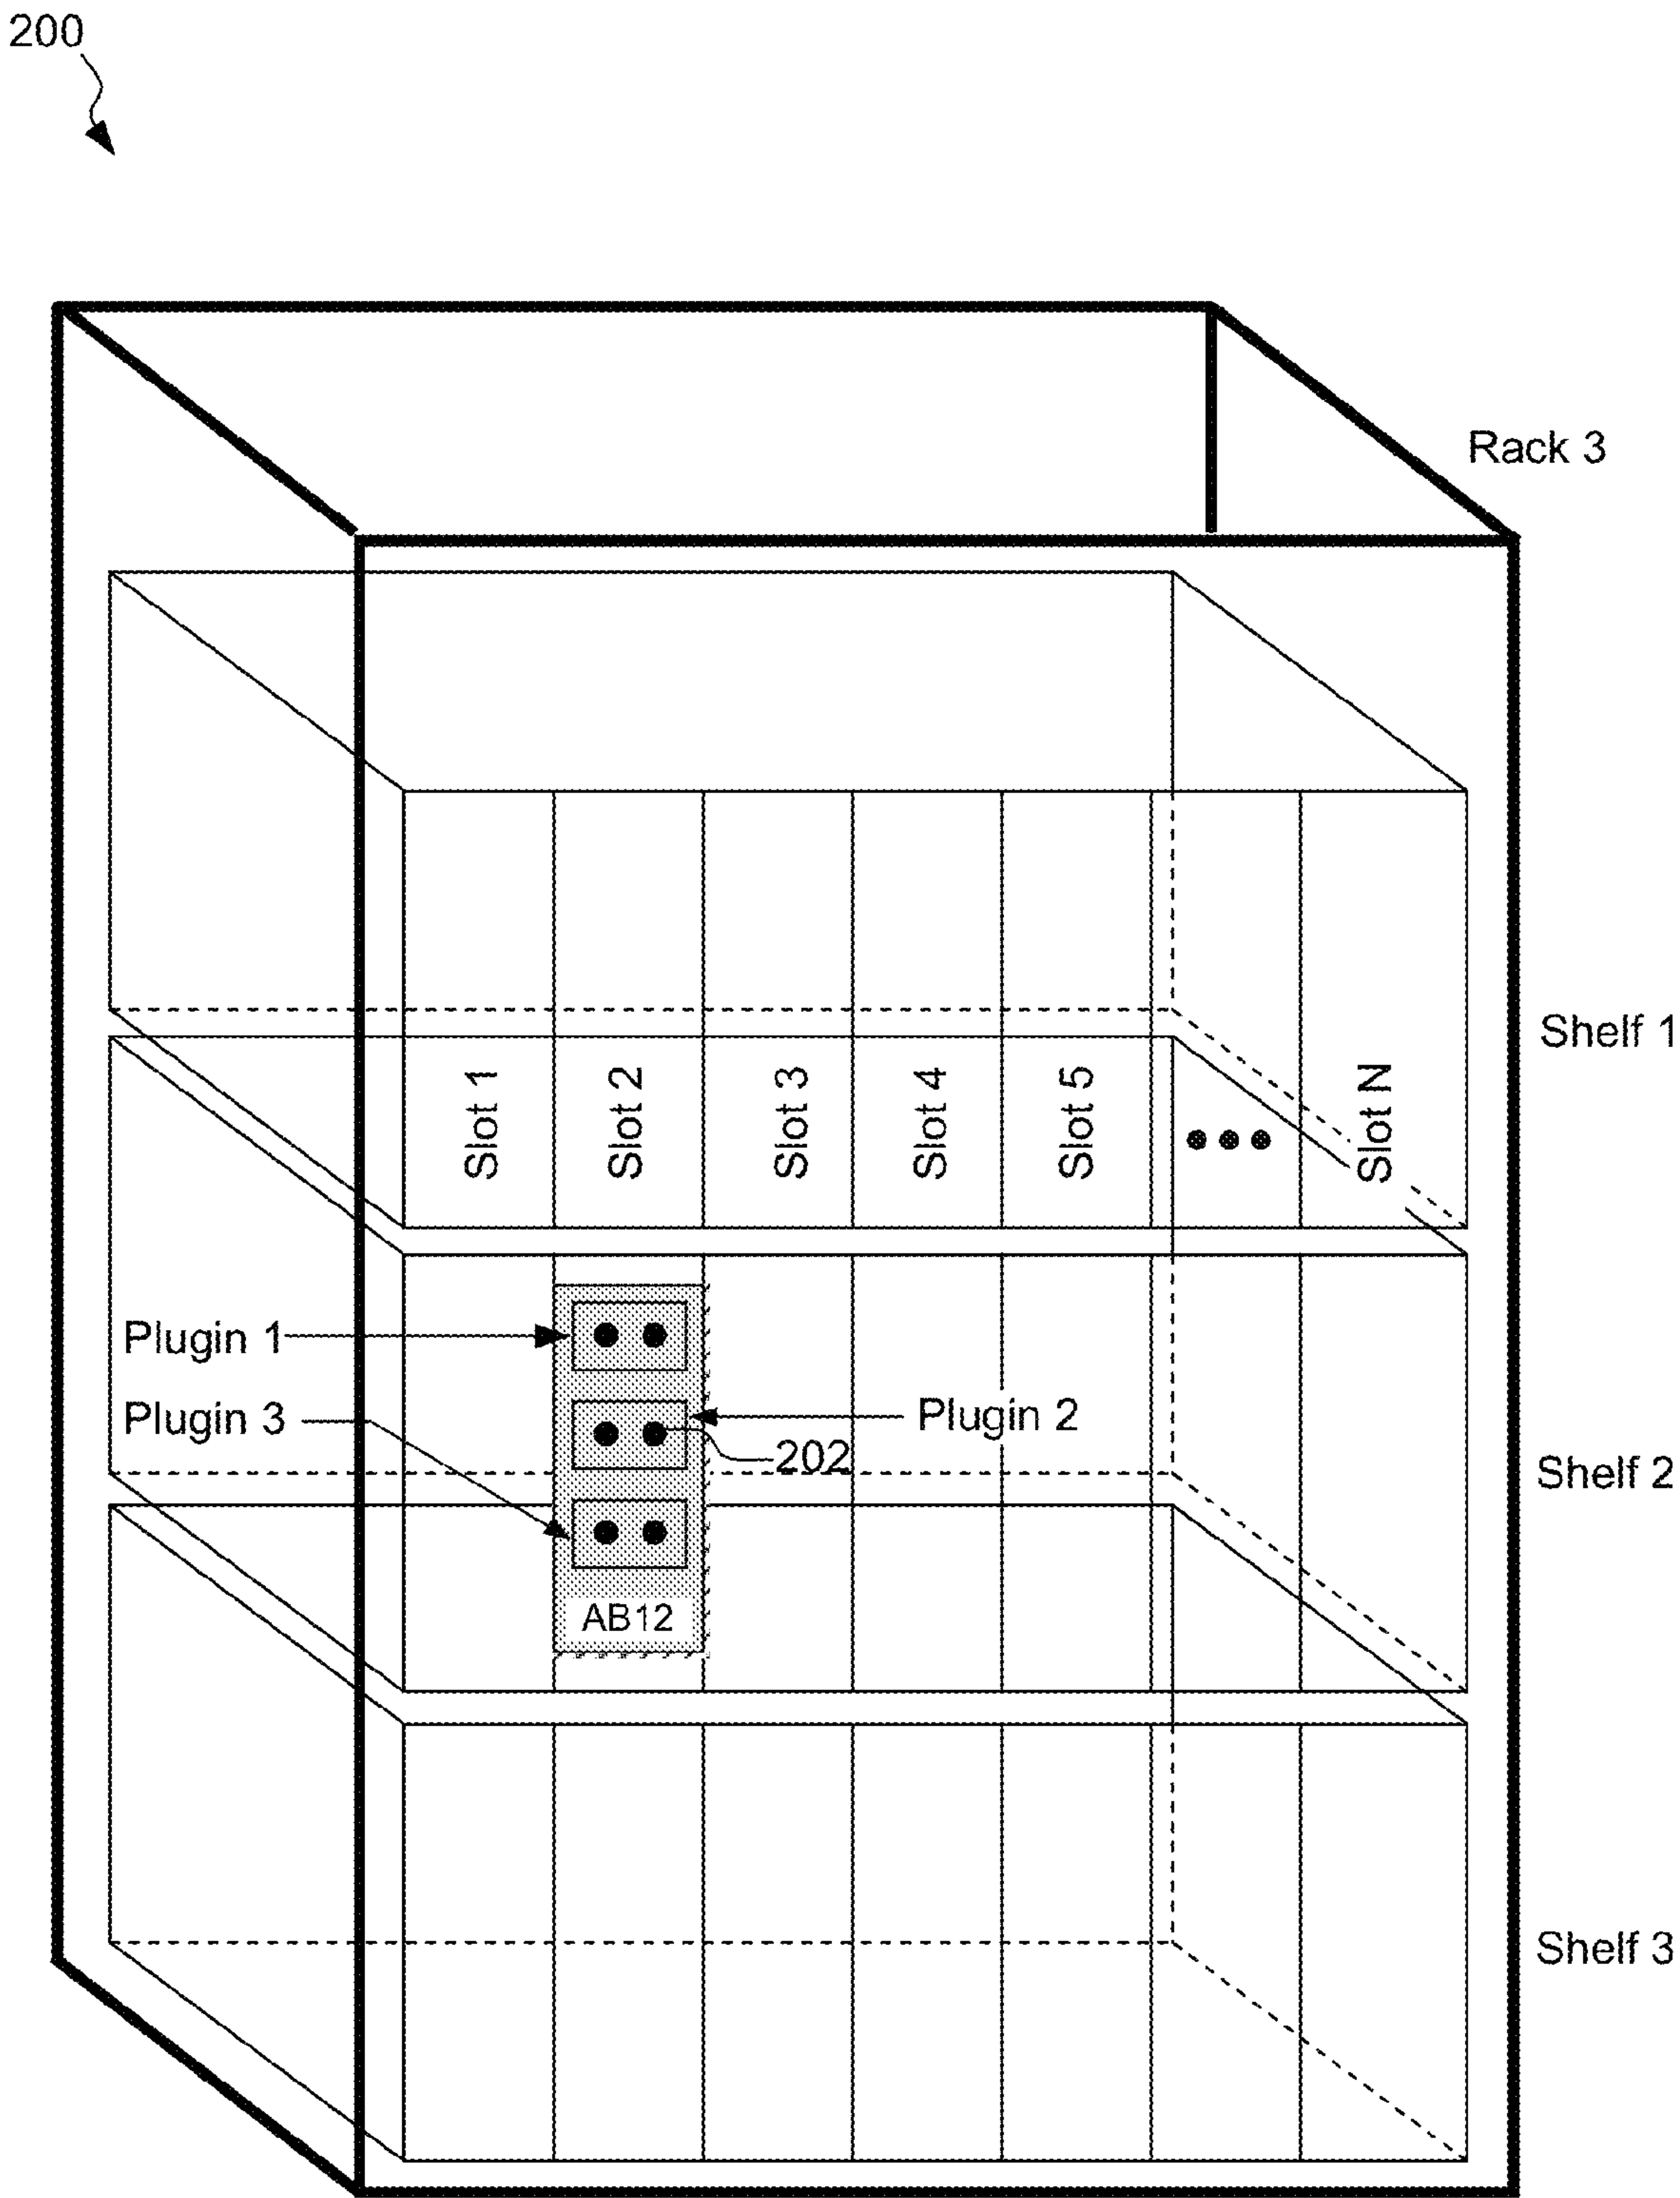 200
Rack 3
Shelf 1
Slot 1
Slot 2
Slot 3
Slot 4
Slot 5
Slot N
Plugin 1
Plugin 3
Plugin 2
202
Shelf 2
AB12
Shelf 3